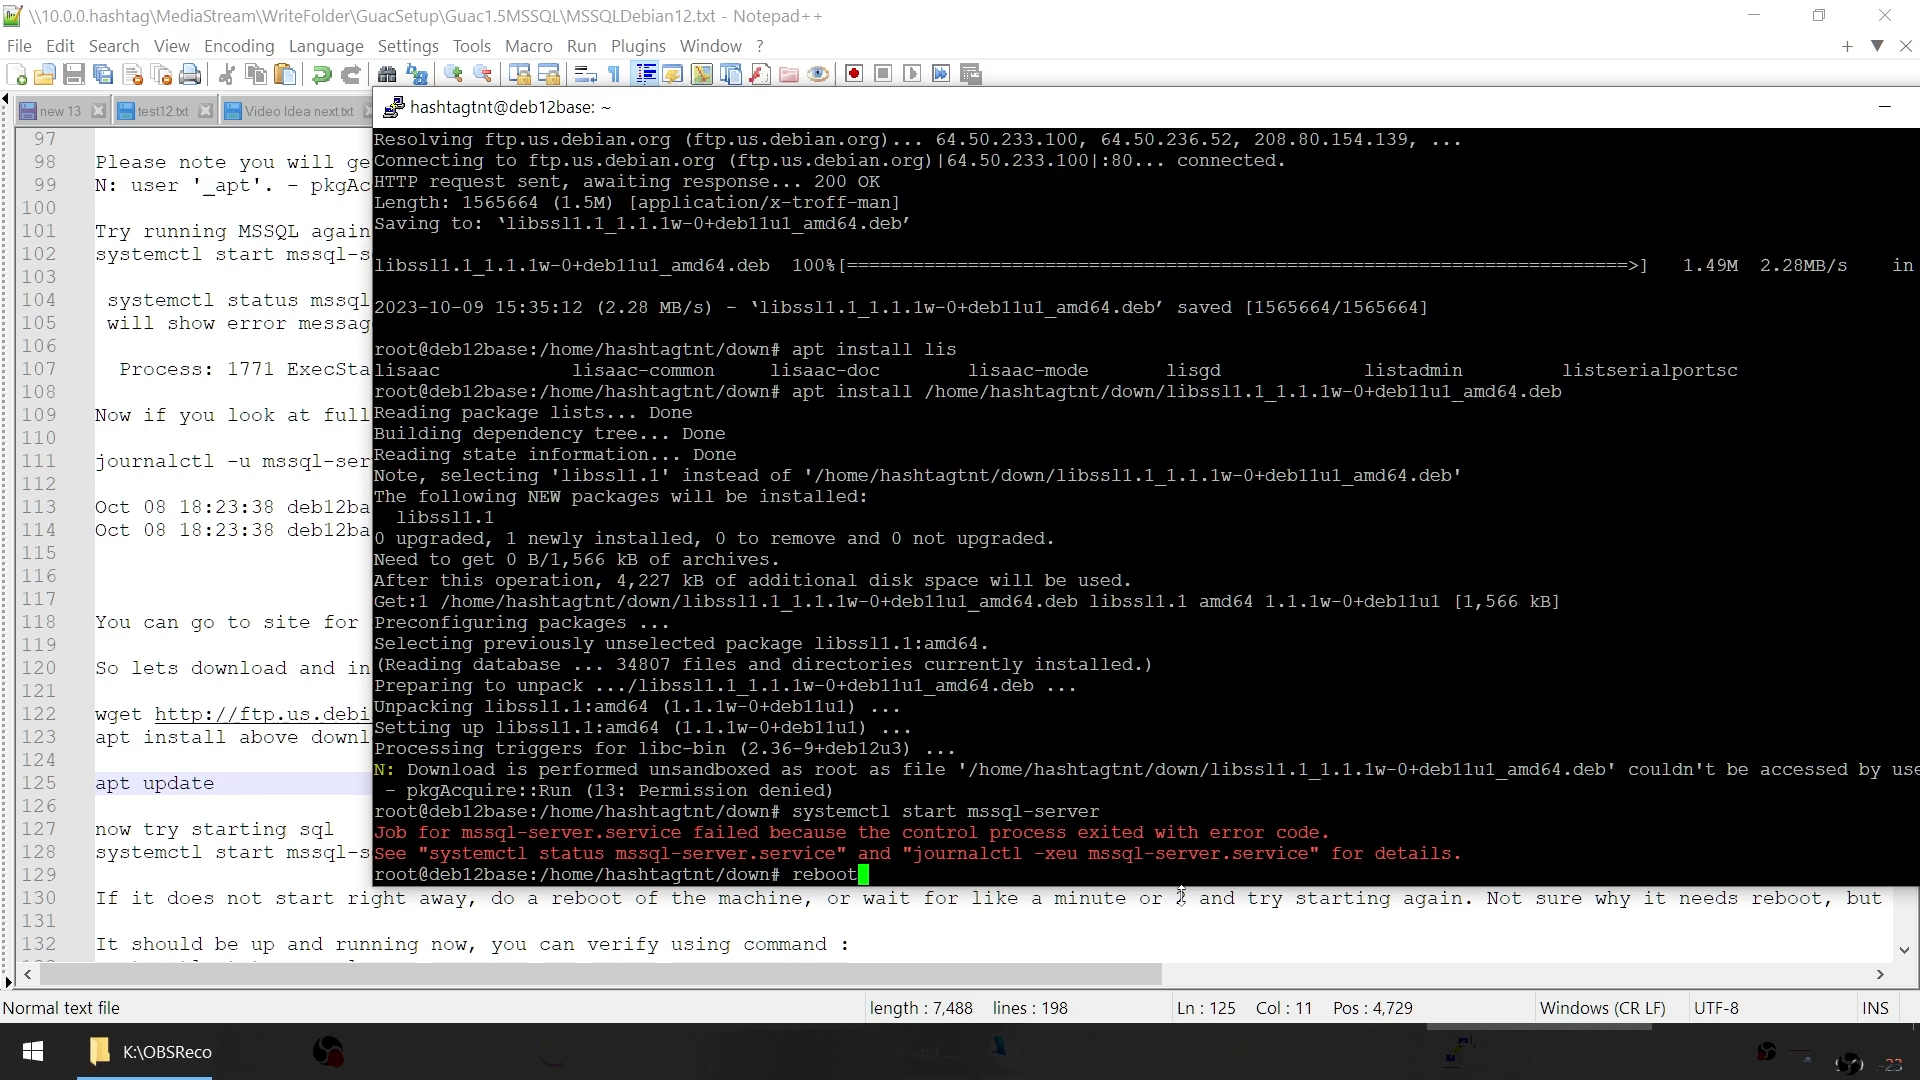 \\10.0.0.hashtag\MediaStream\WriteFolder\GuacSetup\Guac1.5MSSQL\MSSQLDebian12.txt - Notepad++
File Edit Search View Encoding Language Settings Tools Macro Run Plugins Window ?
new 13 test12.txt Video Idea next.txt
hashtagtnt@deb12base: ~
97
98 Please note you will ge
99 N: user '_apt'. - pkgAc
100
101 Try running MSSQL again
102 systemctl start mssql-s
103
104 systemctl status mssql
105 will show error messag
106
107 Process: 1771 ExecSta
108
109 Now if you look at full
110
111 journalctl -u mssql-ser
112
113 Oct 08 18:23:38 deb12ba
114 Oct 08 18:23:38 deb12ba
115
116
117
118 You can go to site for
119
120 So lets download and in
121
122 wget http://ftp.us.debi
123 apt install above downl
124
125 apt update
126
127 now try starting sql
128 systemctl start mssql-s
129
130 If it does not start right away, do a reboot of the machine, or wait for like a minute or 2 and try starting again. Not sure why it needs reboot, but
131
132 It should be up and running now, you can verify using command :
Resolving ftp.us.debian.org (ftp.us.debian.org)... 64.50.233.100, 64.50.236.52, 208.80.154.139, ...
Connecting to ftp.us.debian.org (ftp.us.debian.org)|64.50.233.100|:80... connected.
HTTP request sent, awaiting response... 200 OK
Length: 1565664 (1.5M) [application/x-troff-man]
Saving to: ‘libssl1.1_1.1.1w-0+deb11u1_amd64.deb’
libssl1.1_1.1.1w-0+deb11u1_amd64.deb 100%[======================================================================>] 1.49M 2.28MB/s in
2023-10-09 15:35:12 (2.28 MB/s) - ‘libssl1.1_1.1.1w-0+deb11u1_amd64.deb’ saved [1565664/1565664]
root@deb12base:/home/hashtagtnt/down# apt install lis
lisaac lisaac-common lisaac-doc lisaac-mode lisgd listadmin listserialportsc
root@deb12base:/home/hashtagtnt/down# apt install /home/hashtagtnt/down/libssl1.1_1.1.1w-0+deb11u1_amd64.deb
Reading package lists... Done
Building dependency tree... Done
Reading state information... Done
Note, selecting 'libssl1.1' instead of '/home/hashtagtnt/down/libssl1.1_1.1.1w-0+deb11u1_amd64.deb'
The following NEW packages will be installed:
libssl1.1
0 upgraded, 1 newly installed, 0 to remove and 0 not upgraded.
Need to get 0 B/1,566 kB of archives.
After this operation, 4,227 kB of additional disk space will be used.
Get:1 /home/hashtagtnt/down/libssl1.1_1.1.1w-0+deb11u1_amd64.deb libssl1.1 amd64 1.1.1w-0+deb11u1 [1,566 kB]
Preconfiguring packages ...
Selecting previously unselected package libssl1.1:amd64.
(Reading database ... 34807 files and directories currently installed.)
Preparing to unpack .../libssl1.1_1.1.1w-0+deb11u1_amd64.deb ...
Unpacking libssl1.1:amd64 (1.1.1w-0+deb11u1) ...
Setting up libssl1.1:amd64 (1.1.1w-0+deb11u1) ...
Processing triggers for libc-bin (2.36-9+deb12u3) ...
N: Download is performed unsandboxed as root as file '/home/hashtagtnt/down/libssl1.1_1.1.1w-0+deb11u1_amd64.deb' couldn't be accessed by use
- pkgAcquire::Run (13: Permission denied)
root@deb12base:/home/hashtagtnt/down# systemctl start mssql-server
Job for mssql-server.service failed because the control process exited with error code.
See "systemctl status mssql-server.service" and "journalctl -xeu mssql-server.service" for details.
root@deb12base:/home/hashtagtnt/down# reboot
Normal text file length : 7,488 lines : 198 Ln : 125 Col : 11 Pos : 4,729 Windows (CR LF) UTF-8 INS
K:\OBSReco
-23